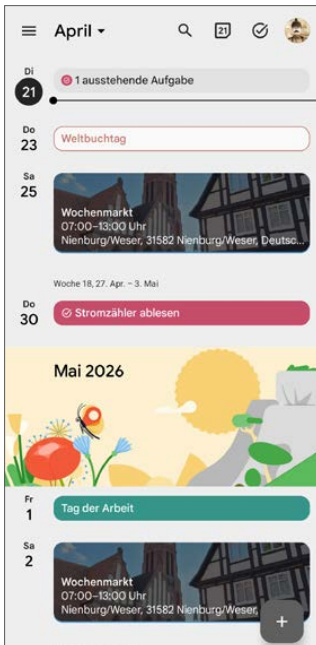 April
21
Di
21
1 ausstehende Aufgabe
Do
23
Weltbuchtag
Sa
25
Wochenmarkt
07:00–13:00 Uhr
Nienburg/Weser, 31582 Nienburg/Weser, Deutsc...
Woche 18, 27. Apr. – 3. Mai
Do
30
Stromzähler ablesen
Mai 2026
Fr
1
Tag der Arbeit
Sa
2
Wochenmarkt
07:00–13:00 Uhr
Nienburg/Weser, 31582 Nienburg/Weser,